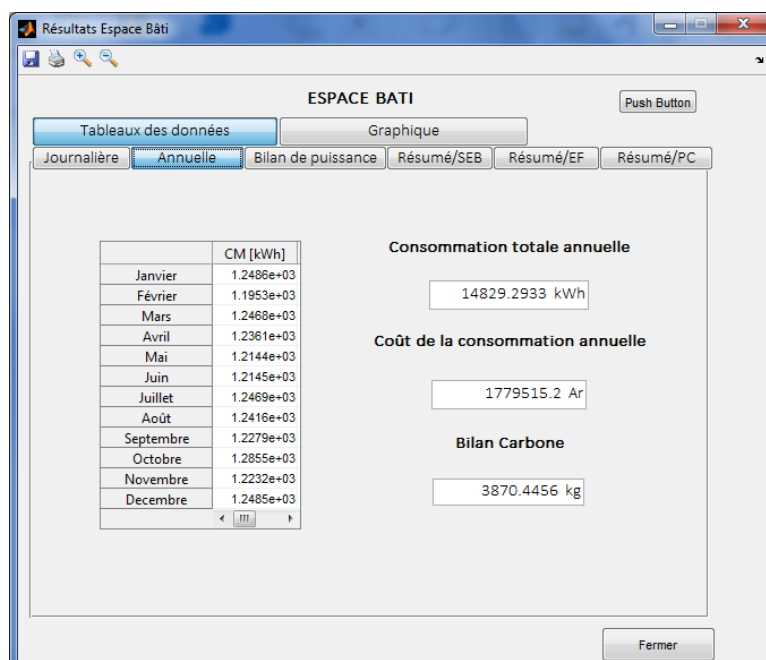 Résultats Espace Bâti
ESPACE BATI
Push Button
Tableaux des données Graphique
Journalière Annuelle Bilan de puissance Résumé/SEB Résumé/EF Résumé/PC
CM [kWh]
Janvier 1.2486e+03
Février 1.1953e+03
Mars 1.2468e+03
Avril 1.2361e+03
Mai 1.2144e+03
Juin 1.2145e+03
Juillet 1.2469e+03
Août 1.2416e+03
Septembre 1.2279e+03
Octobre 1.2855e+03
Novembre 1.2232e+03
Decembre 1.2485e+03
Consommation totale annuelle
14829.2933 kWh
Coût de la consommation annuelle
1779515.2 Ar
Bilan Carbone
3870.4456 kg
Fermer